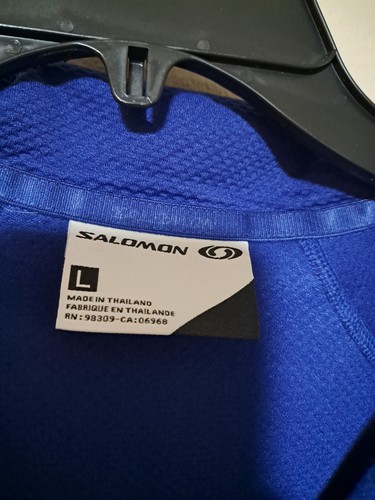 SALOMON
L
MADE IN THAILAND
FABRIQUE EN THAILANDE
RN:98309-CA:06968